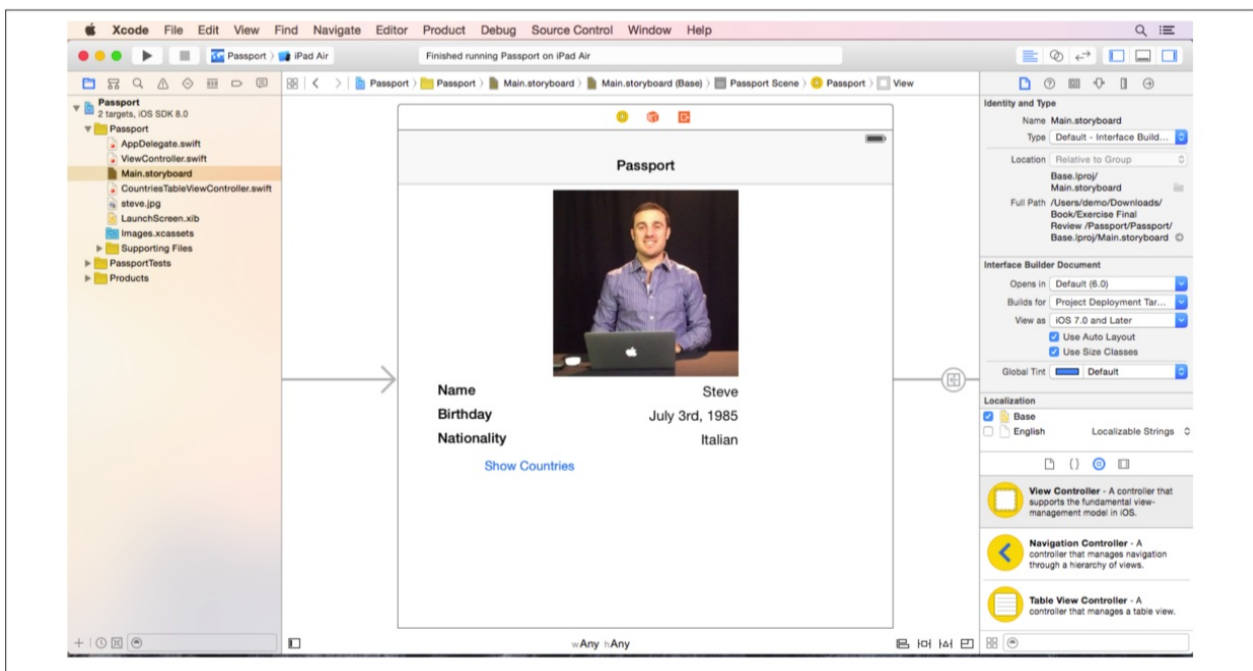 Xcode File Edit View Find Navigate Editor Product Debug Source Control Window Help
Passport iPad Air
Finished running Passport on iPad Air
Passport Passport Main.storyboard Main.storyboard (Base) Passport Scene Passport View
Passport
2 targets, iOS SDK 8.0
Passport
AppDelegate.swift
ViewController.swift
Main.storyboard
CountriesTableViewController.swift
steve.jpg
LaunchScreen.xib
Images.xcassets
Supporting Files
PassportTests
Products
Passport
Name Steve
Birthday July 3rd, 1985
Nationality Italian
Show Countries
wAny hAny
Identity and Type
Name Main.storyboard
Type Default - Interface Build...
Location Relative to Group
Base.lproj/
Main.storyboard
Full Path /Users/demo/Downloads/
Book/Exercise Final
Review /Passport/Passport/
Base.lproj/Main.storyboard
Interface Builder Document
Opens in Default (6.0)
Builds for Project Deployment Tar...
View as iOS 7.0 and Later
Use Auto Layout
Use Size Classes
Global Tint Default
Localization
Base
English Localizable Strings
View Controller - A controller that
supports the fundamental view-
management model in iOS.
Navigation Controller - A
controller that manages navigation
through a hierarchy of views.
Table View Controller - A
controller that manages a table view.